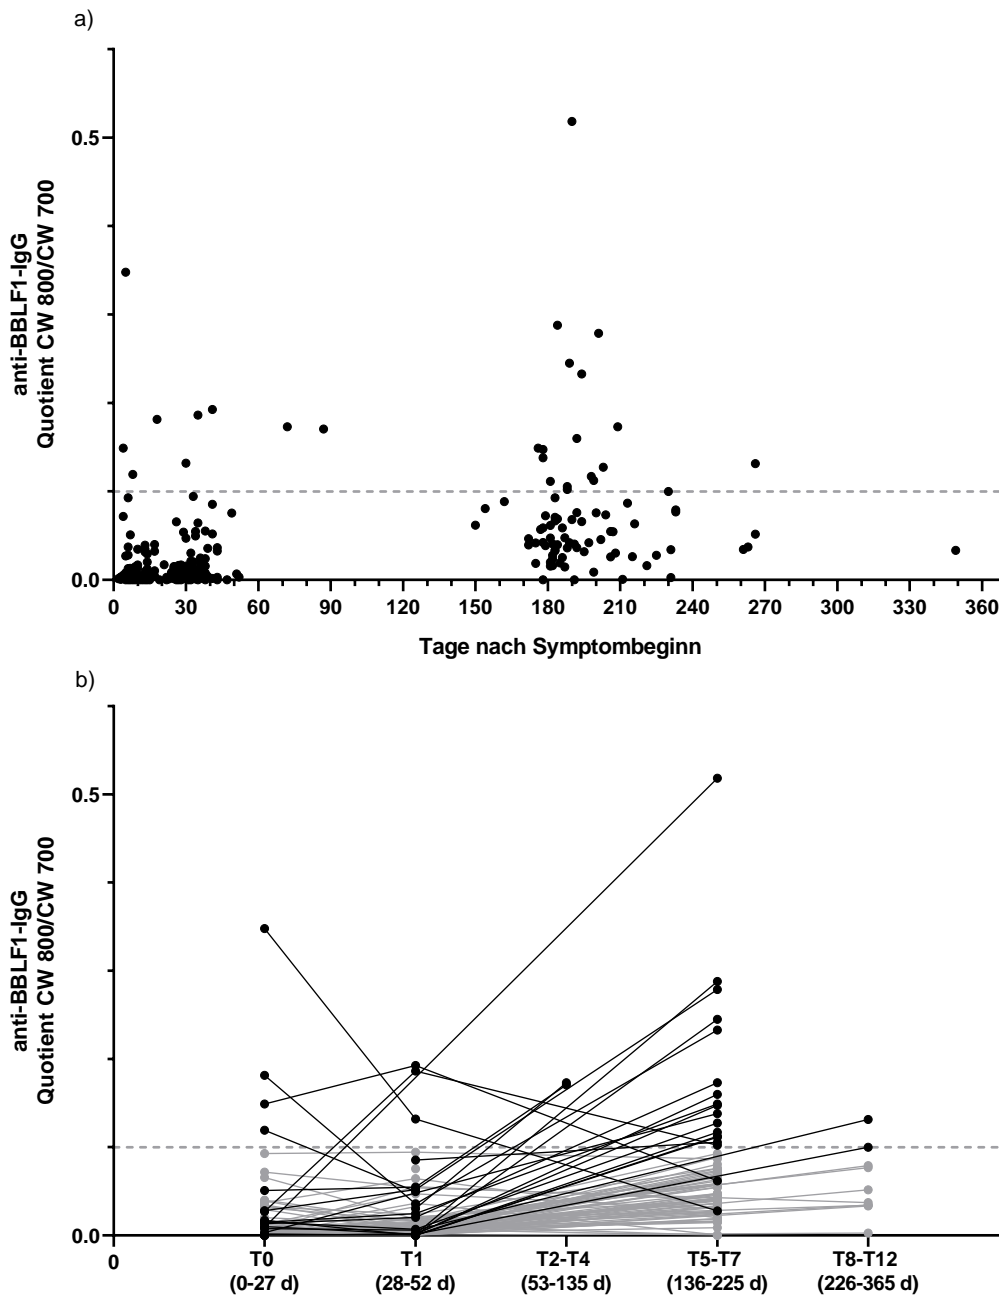 a)
anti-BBLF1-IgG
Quotient CW 800/CW 700
0.5
0.0
0 30 60 90 120 150 180 210 240 270 300 330 360
Tage nach Symptombeginn
b)
anti-BBLF1-IgG
Quotient CW 800/CW 700
0.5
0.0
0 T0 T1 T2-T4 T5-T7 T8-T12
(0-27 d) (28-52 d) (53-135 d) (136-225 d) (226-365 d)